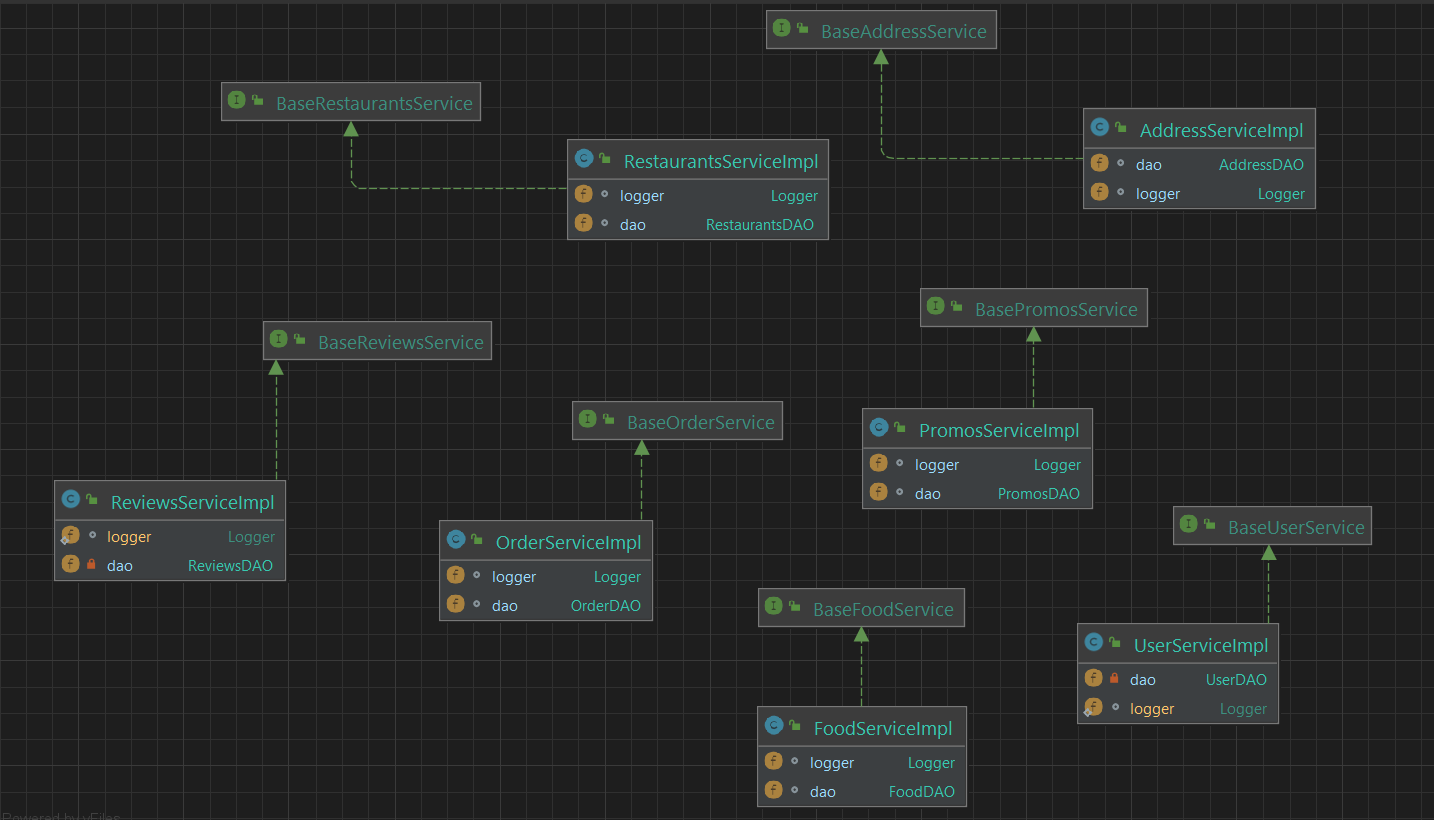 BaseAddressService
BaseRestaurantsService
AddressServiceImpl
dao AddressDAO
logger Logger
RestaurantsServiceImpl
logger Logger
dao RestaurantsDAO
BasePromosService
BaseReviewsService
BaseOrderService
PromosServiceImpl
logger Logger
dao PromosDAO
ReviewsServiceImpl
logger Logger
dao ReviewsDAO
BaseUserService
OrderServiceImpl
logger Logger
dao OrderDAO
BaseFoodService
UserServiceImpl
dao UserDAO
logger Logger
FoodServiceImpl
logger Logger
dao FoodDAO
Powered by yFiles